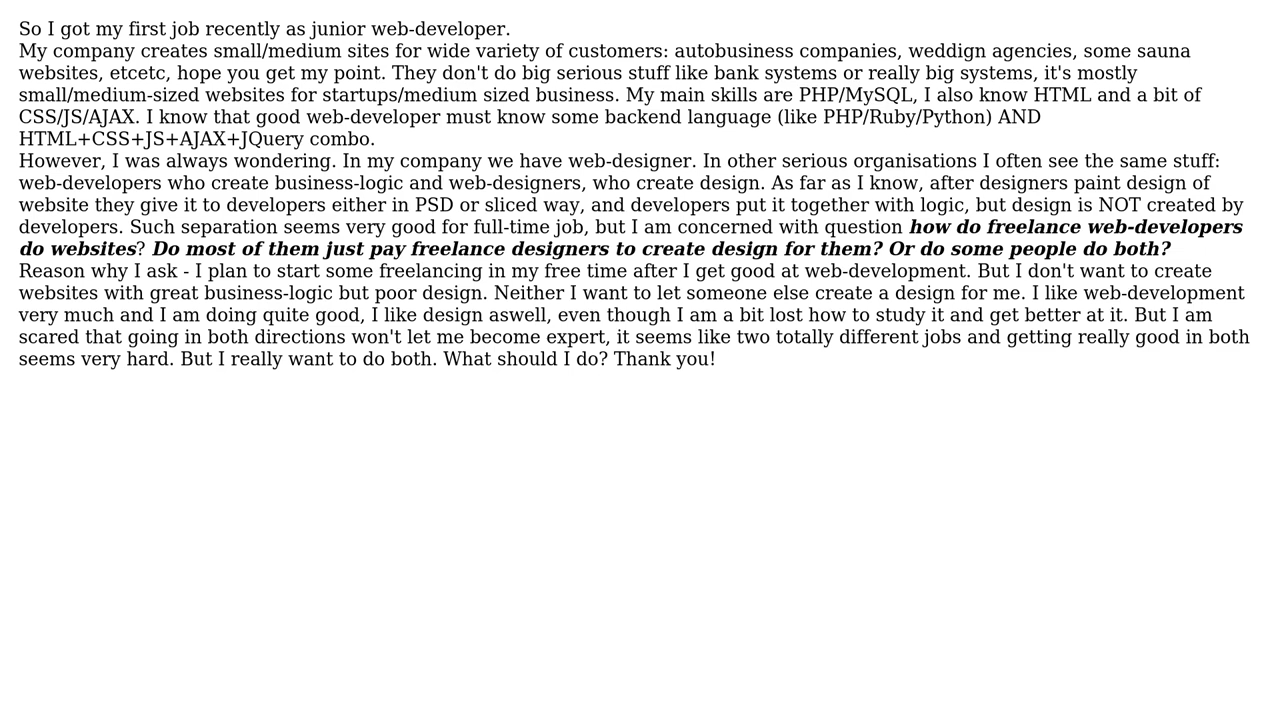 So I got my first job recently as junior web-developer.
My company creates small/medium sites for wide variety of customers: autobusiness companies, weddign agencies, some sauna
websites, etcetc, hope you get my point. They don't do big serious stuff like bank systems or really big systems, it's mostly
small/medium-sized websites for startups/medium sized business. My main skills are PHP/MySQL, I also know HTML and a bit of
CSS/JS/AJAX. I know that good web-developer must know some backend language (like PHP/Ruby/Python) AND
HTML+CSS+JS+AJAX+JQuery combo.
However, I was always wondering. In my company we have web-designer. In other serious organisations I often see the same stuff:
web-developers who create business-logic and web-designers, who create design. As far as I know, after designers paint design of
website they give it to developers either in PSD or sliced way, and developers put it together with logic, but design is NOT created by
developers. Such separation seems very good for full-time job, but I am concerned with question how do freelance web-developers
do websites? Do most of them just pay freelance designers to create design for them? Or do some people do both?
Reason why I ask - I plan to start some freelancing in my free time after I get good at web-development. But I don't want to create
websites with great business-logic but poor design. Neither I want to let someone else create a design for me. I like web-development
very much and I am doing quite good, I like design aswell, even though I am a bit lost how to study it and get better at it. But I am
scared that going in both directions won't let me become expert, it seems like two totally different jobs and getting really good in both
seems very hard. But I really want to do both. What should I do? Thank you!